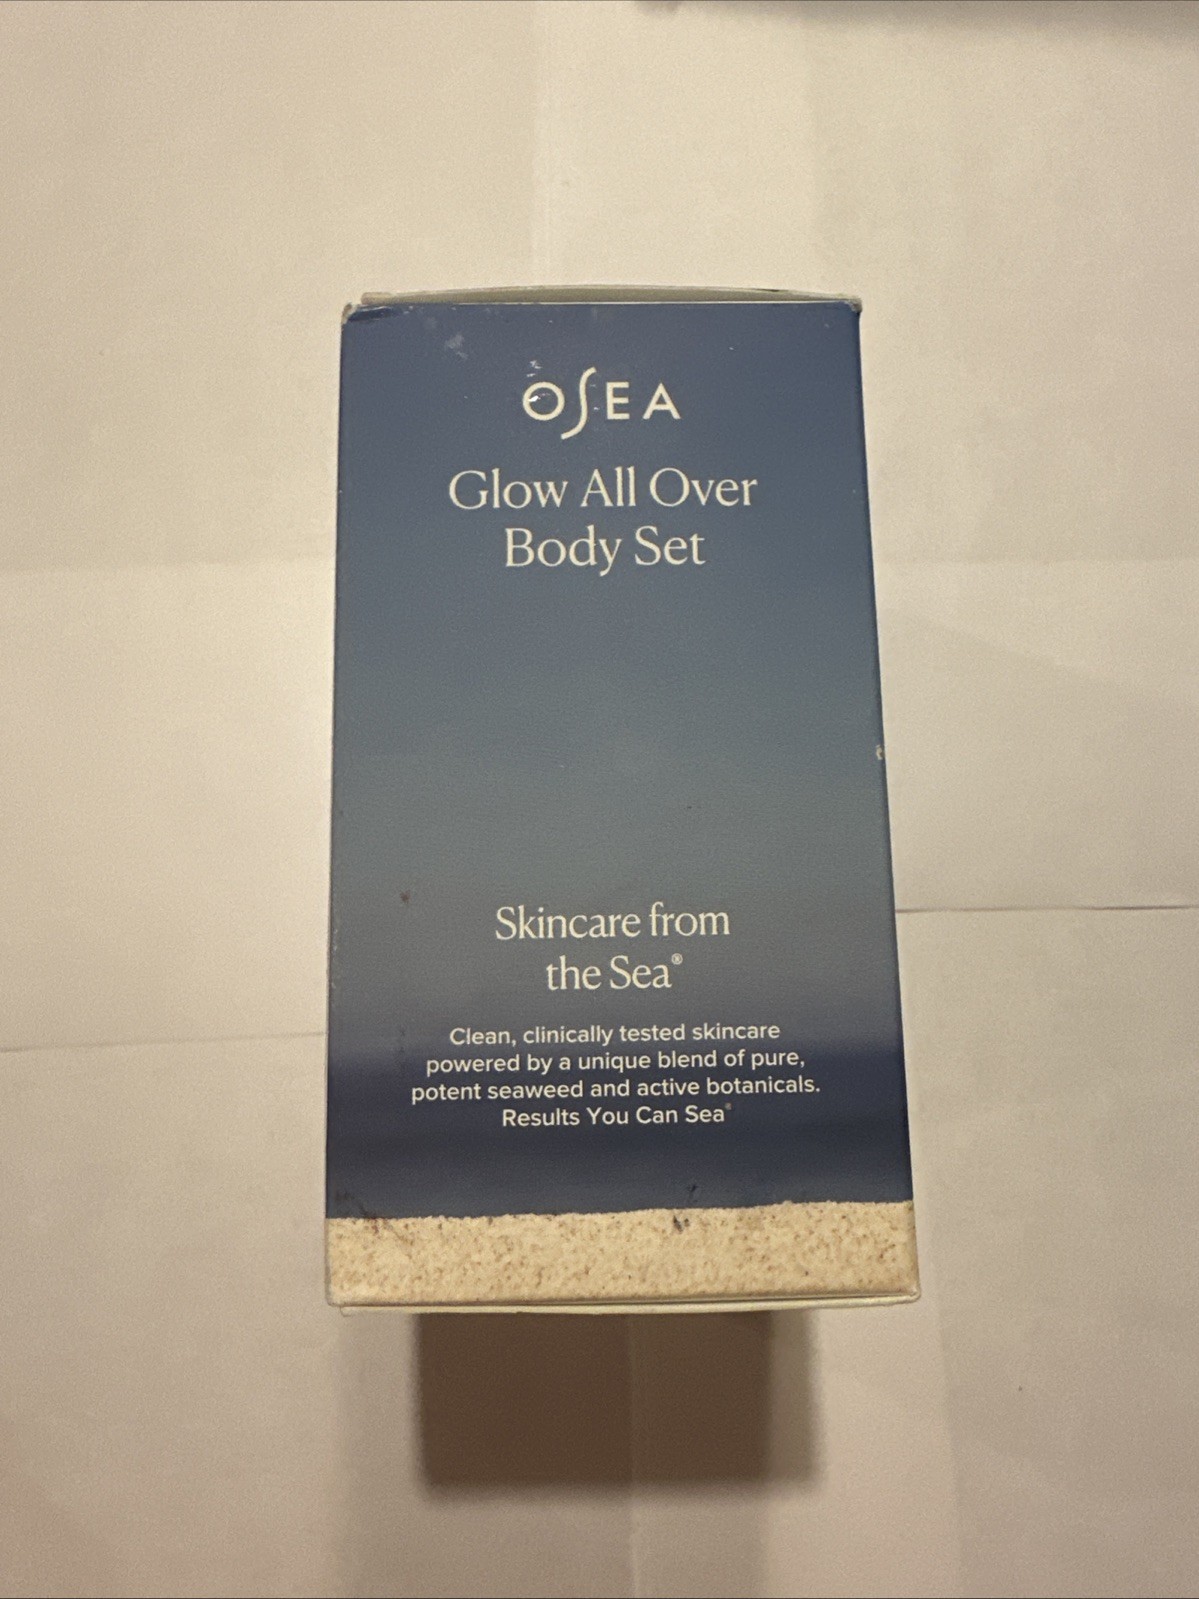 OSEA
Glow All Over
Body Set
Skincare from
the Sea®
Clean, clinically tested skincare
powered by a unique blend of pure,
potent seaweed and active botanicals.
Results You Can Sea®